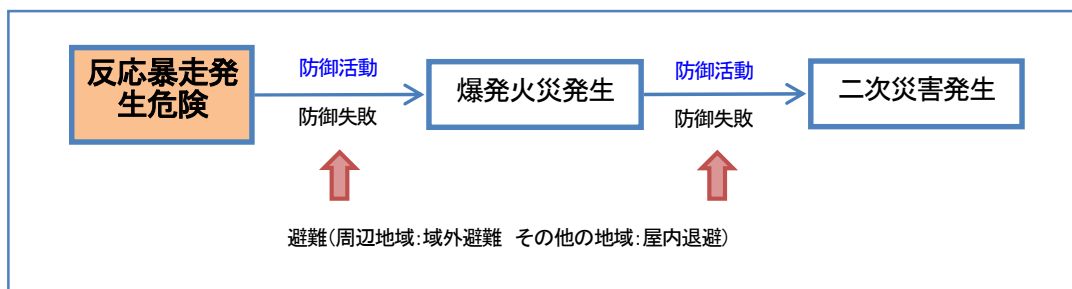 反応暴走発
生危険
防御活動
防御失敗
爆発火災発生
防御活動
防御失敗
二次災害発生
避難(周辺地域:域外避難 その他の地域:屋内退避)